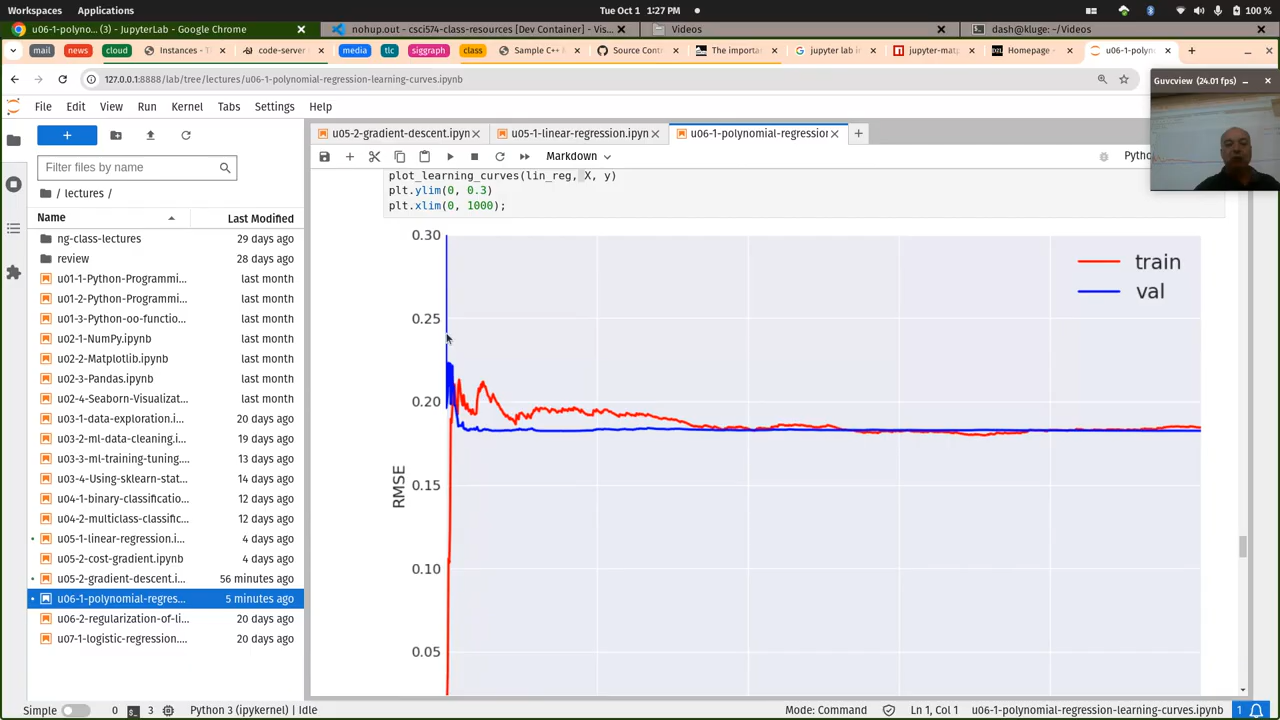 Workspaces Applications Tue Oct 1 1:27 PM 100 %
u06-1-polyno... (3) - JupyterLab - Google Chrome nohup.out - csci574-class-resources [Dev Container] - Vis... Videos dash@kluge: ~/Videos
mail news cloud Instances - code-server media tlc siggraph class Sample C++ Source Contr The importa jupyter lab jupyter-mat Homepage - u06-1-polyn
127.0.0.1:8888/lab/tree/lectures/u06-1-polynomial-regression-learning-curves.ipynb
Guvcview (24.01 fps)
File Edit View Run Kernel Tabs Settings Help
u05-2-gradient-descent.ipyn u05-1-linear-regression.ipyn u06-1-polynomial-regression
Markdown
Pytho
Filter files by name
/ lectures /
Name Last Modified
ng-class-lectures 29 days ago
review 28 days ago
u01-1-Python-Programmi... last month
u01-2-Python-Programmi... last month
u01-3-Python-oo-functio... last month
u02-1-NumPy.ipynb last month
u02-2-Matplotlib.ipynb last month
u02-3-Pandas.ipynb last month
u02-4-Seaborn-Visualizat... last month
u03-1-data-exploration.i... 20 days ago
u03-2-ml-data-cleaning.i... 19 days ago
u03-3-ml-training-tuning.... 13 days ago
u03-4-Using-sklearn-stat... 14 days ago
u04-1-binary-classificatio... 12 days ago
u04-2-multiclass-classific... 12 days ago
u05-1-linear-regression.i... 4 days ago
u05-2-cost-gradient.ipynb 4 days ago
u05-2-gradient-descent.i... 56 minutes ago
u06-1-polynomial-regres... 5 minutes ago
u06-2-regularization-of-li... 20 days ago
u07-1-logistic-regression.... 20 days ago
plot_learning_curves(lin_reg, X, y)
plt.ylim(0, 0.3)
plt.xlim(0, 1000);
0.30
0.25
0.20
0.15
0.10
0.05
RMSE
train
val
Simple 0 3 Python 3 (ipykernel) | Idle Mode: Command Ln 1, Col 1 u06-1-polynomial-regression-learning-curves.ipynb 1